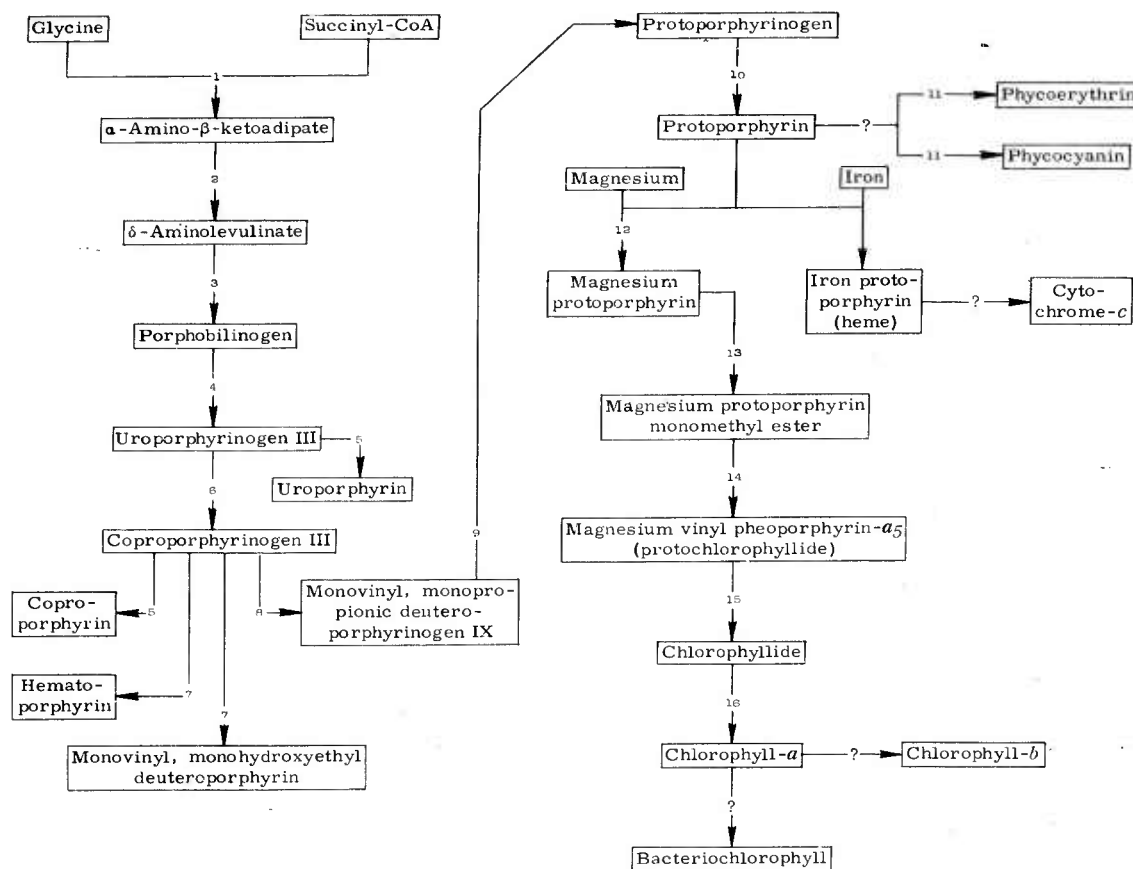 Glycine
Succinyl-CoA
1
α-Amino-β-ketoadipate
2
δ-Aminolevulinate
3
Porphobilinogen
4
Uroporphyrinogen III
5
Uroporphyrin
6
Coproporphyrinogen III
5
Copro-
porphyrin
7
Hemato-
porphyrin
7
Monovinyl, monohydroxyethyl
deuteroporphyrin
8
Monovinyl, monopro-
pionic deutero-
porphyrinogen IX
9
Protoporphyrinogen
10
Protoporphyrin
?
11
Phycoerythrin
11
Phycocyanin
Magnesium
Iron
12
Magnesium
protoporphyrin
Iron proto-
porphyrin
(heme)
?
Cyto-
chrome-c
13
Magnesium protoporphyrin
monomethyl ester
14
Magnesium vinyl pheoporphyrin-a5
(protochlorophyllide)
15
Chlorophyllide
16
Chlorophyll-a
?
Chlorophyll-b
?
Bacteriochlorophyll